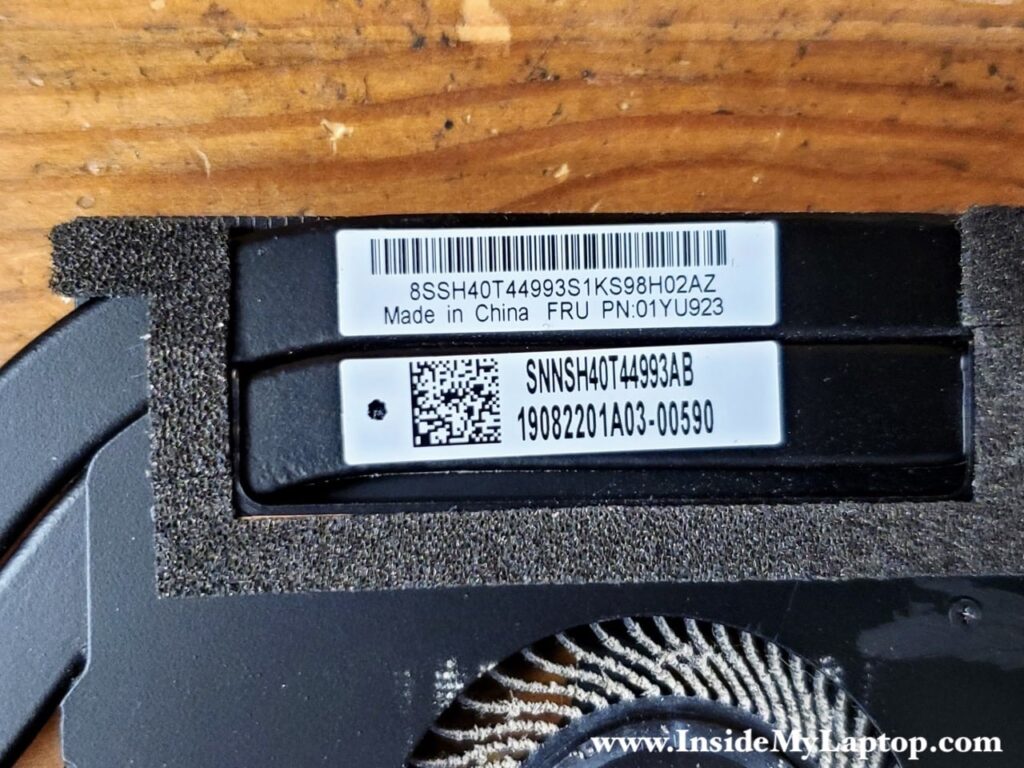 8SSH40T44993S1KS98H02AZ
Made in China FRU PN:01YU923
SNNSH40T44993AB
19082201A03-00590
www.InsideMyLaptop.com